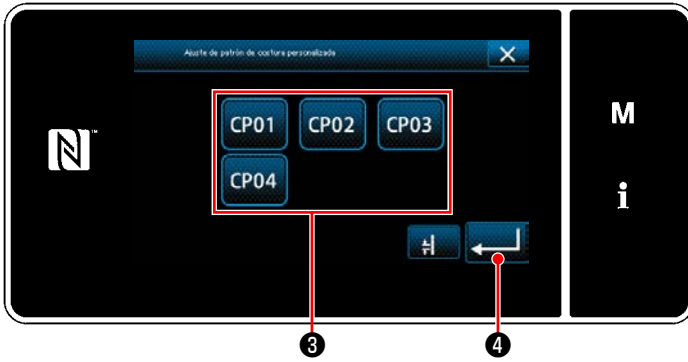 Ajuste de patrón de costura personalizada
CP01 CP02 CP03
CP04
M
i
N
❸ ❹